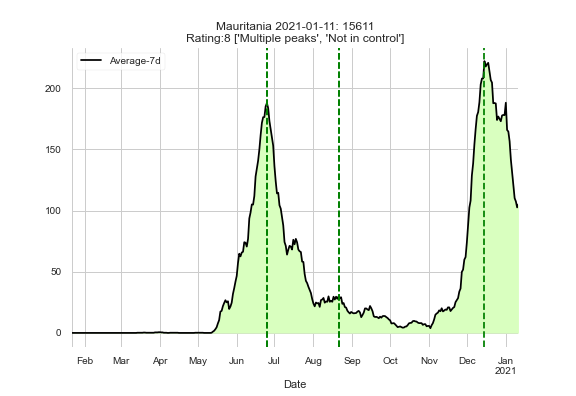 Mauritania 2021-01-11: 15611
Rating:8 ['Multiple peaks', 'Not in control']
Average-7d
200
150
100
50
0
Feb Mar Apr May Jun Jul Aug Sep Oct Nov Dec Jan
2021
Date